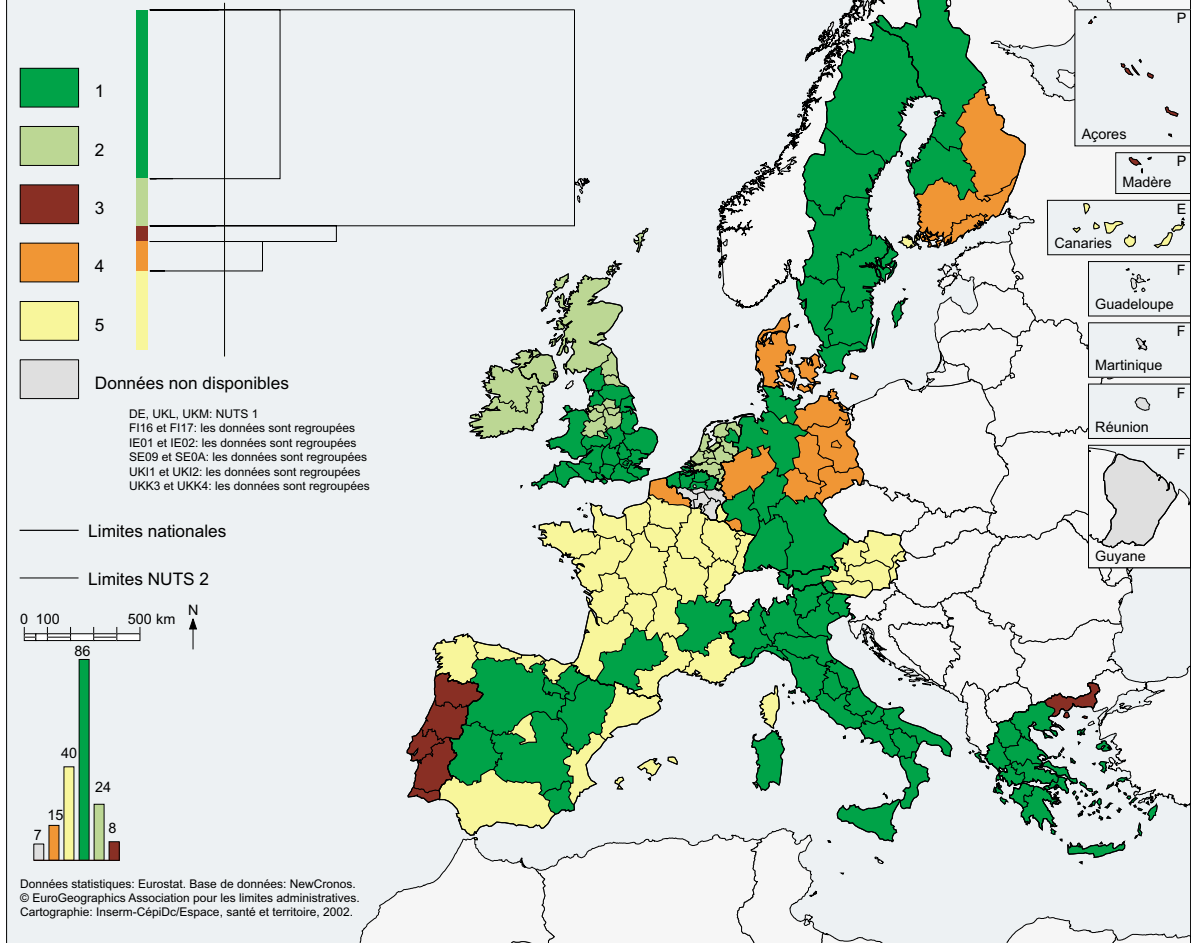 1
2
3
4
5
Données non disponibles
DE, UKL, UKM: NUTS 1
FI16 et FI17: les données sont regroupées
IE01 et IE02: les données sont regroupées
SE09 et SE0A: les données sont regroupées
UKI1 et UKI2: les données sont regroupées
UKK3 et UKK4: les données sont regroupées
Limites nationales
Limites NUTS 2
0 100 500 km
N
86
40
24
15
7
8
Données statistiques: Eurostat. Base de données: NewCronos.
© EuroGeographics Association pour les limites administratives.
Cartographie: Inserm-CépiDc/Espace, santé et territoire, 2002.
P
Açores
P
Madère
E
Canaries
F
Guadeloupe
F
Martinique
F
Réunion
F
Guyane